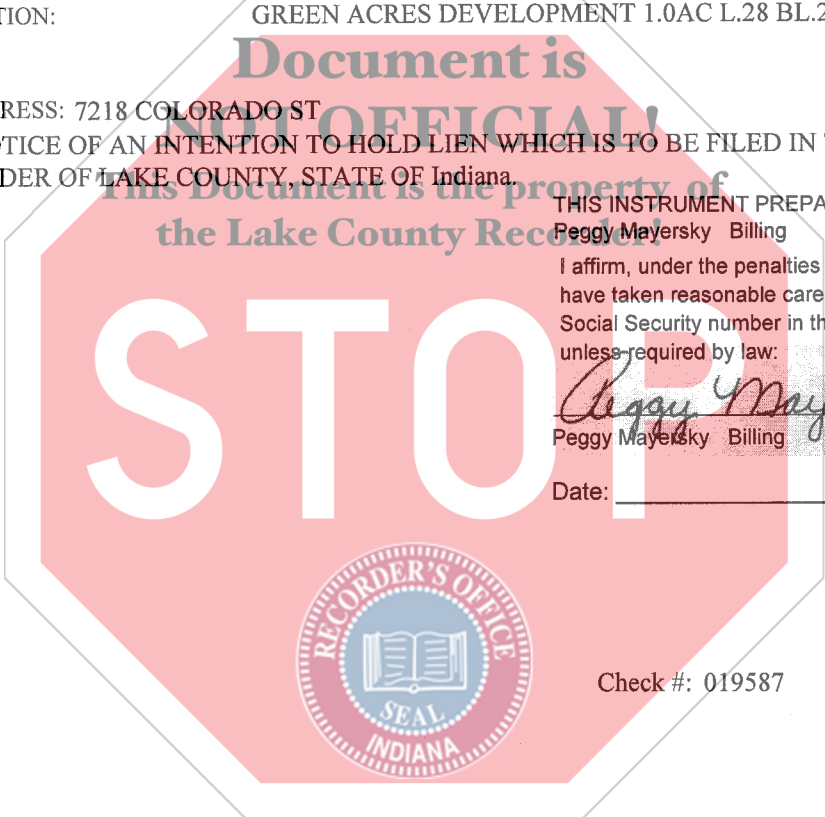 TION: GREEN ACRES DEVELOPMENT 1.0AC L.28 BL.2
Document is
RESS: 7218 COLORADO ST
NOT OFFICIAL!
TICE OF AN INTENTION TO HOLD LIEN WHICH IS TO BE FILED IN
DER OF LAKE COUNTY, STATE OF Indiana.
This Document is the property of
the Lake County Recorder!
THIS INSTRUMENT PREPA
Peggy Mayersky Billing
I affirm, under the penalties
have taken reasonable care
Social Security number in th
unless required by law:
Peggy May
Peggy Mayersky Billing
Date:
STOP
RECORDER'S OFFICE
SEAL
INDIANA
Check #: 019587